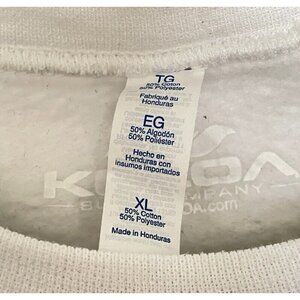 TG
50% Coton
50% Polyester
Fabriqué au
Honduras
EG
50% Algodón
50% Poliéster
Hecho en
Honduras con
insumos importados
XL
50% Cotton
50% Polyester
Made in Honduras